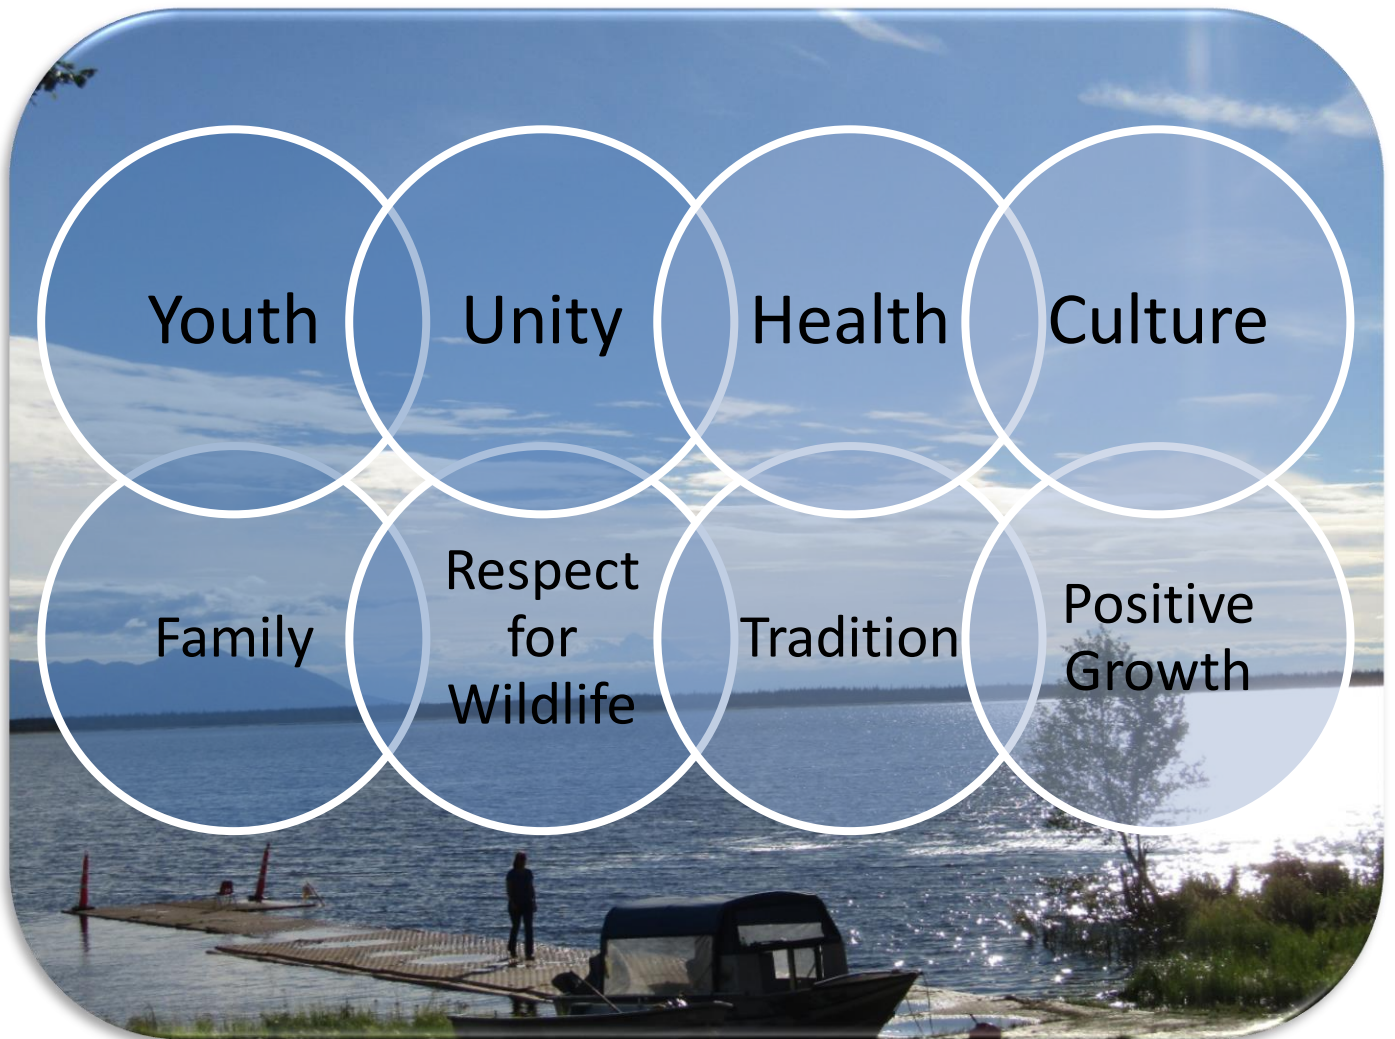 Youth
Unity
Health
Culture
Family
Respect
for
Wildlife
Tradition
Positive
Growth